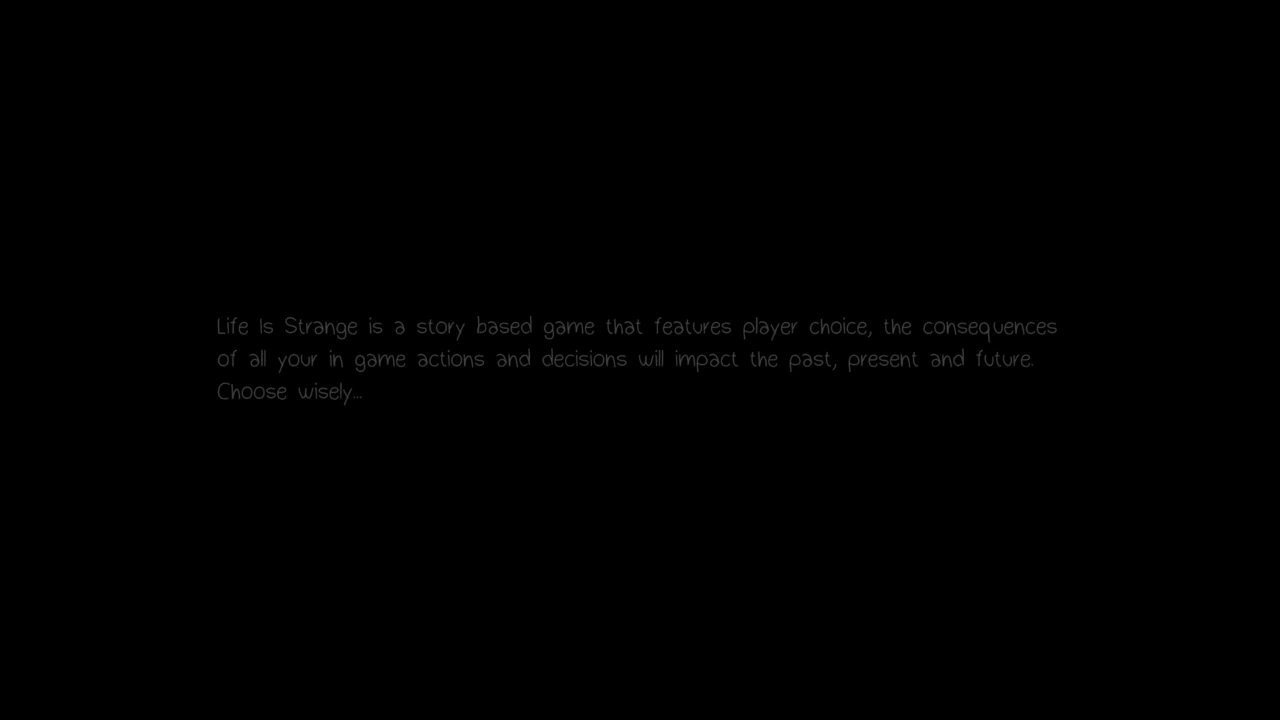 Life Is Strange is a story based game that features player choice, the consequences
of all your in game actions and decisions will impact the past, present and future.
Choose wisely...